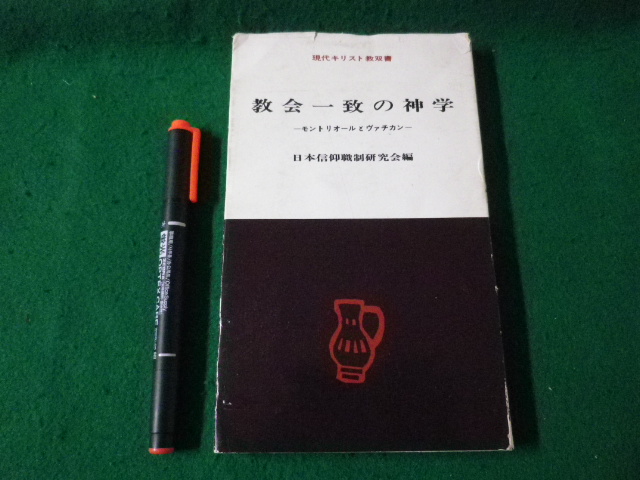 現代キリスト教双書
教会一致の神学
―モントリオールとヴァチカン―
日本信仰職制研究会編